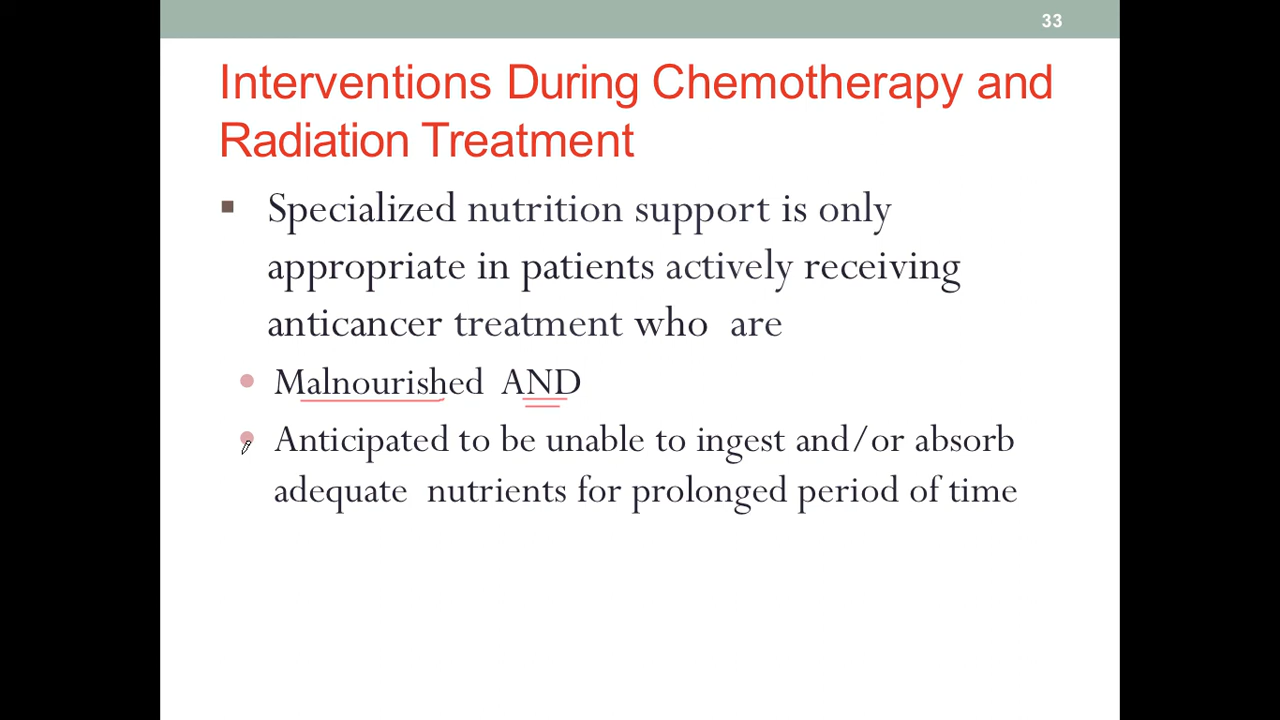 33
Interventions During Chemotherapy and
Radiation Treatment
Specialized nutrition support is only
appropriate in patients actively receiving
anticancer treatment who are
Malnourished AND
Anticipated to be unable to ingest and/or absorb
adequate nutrients for prolonged period of time